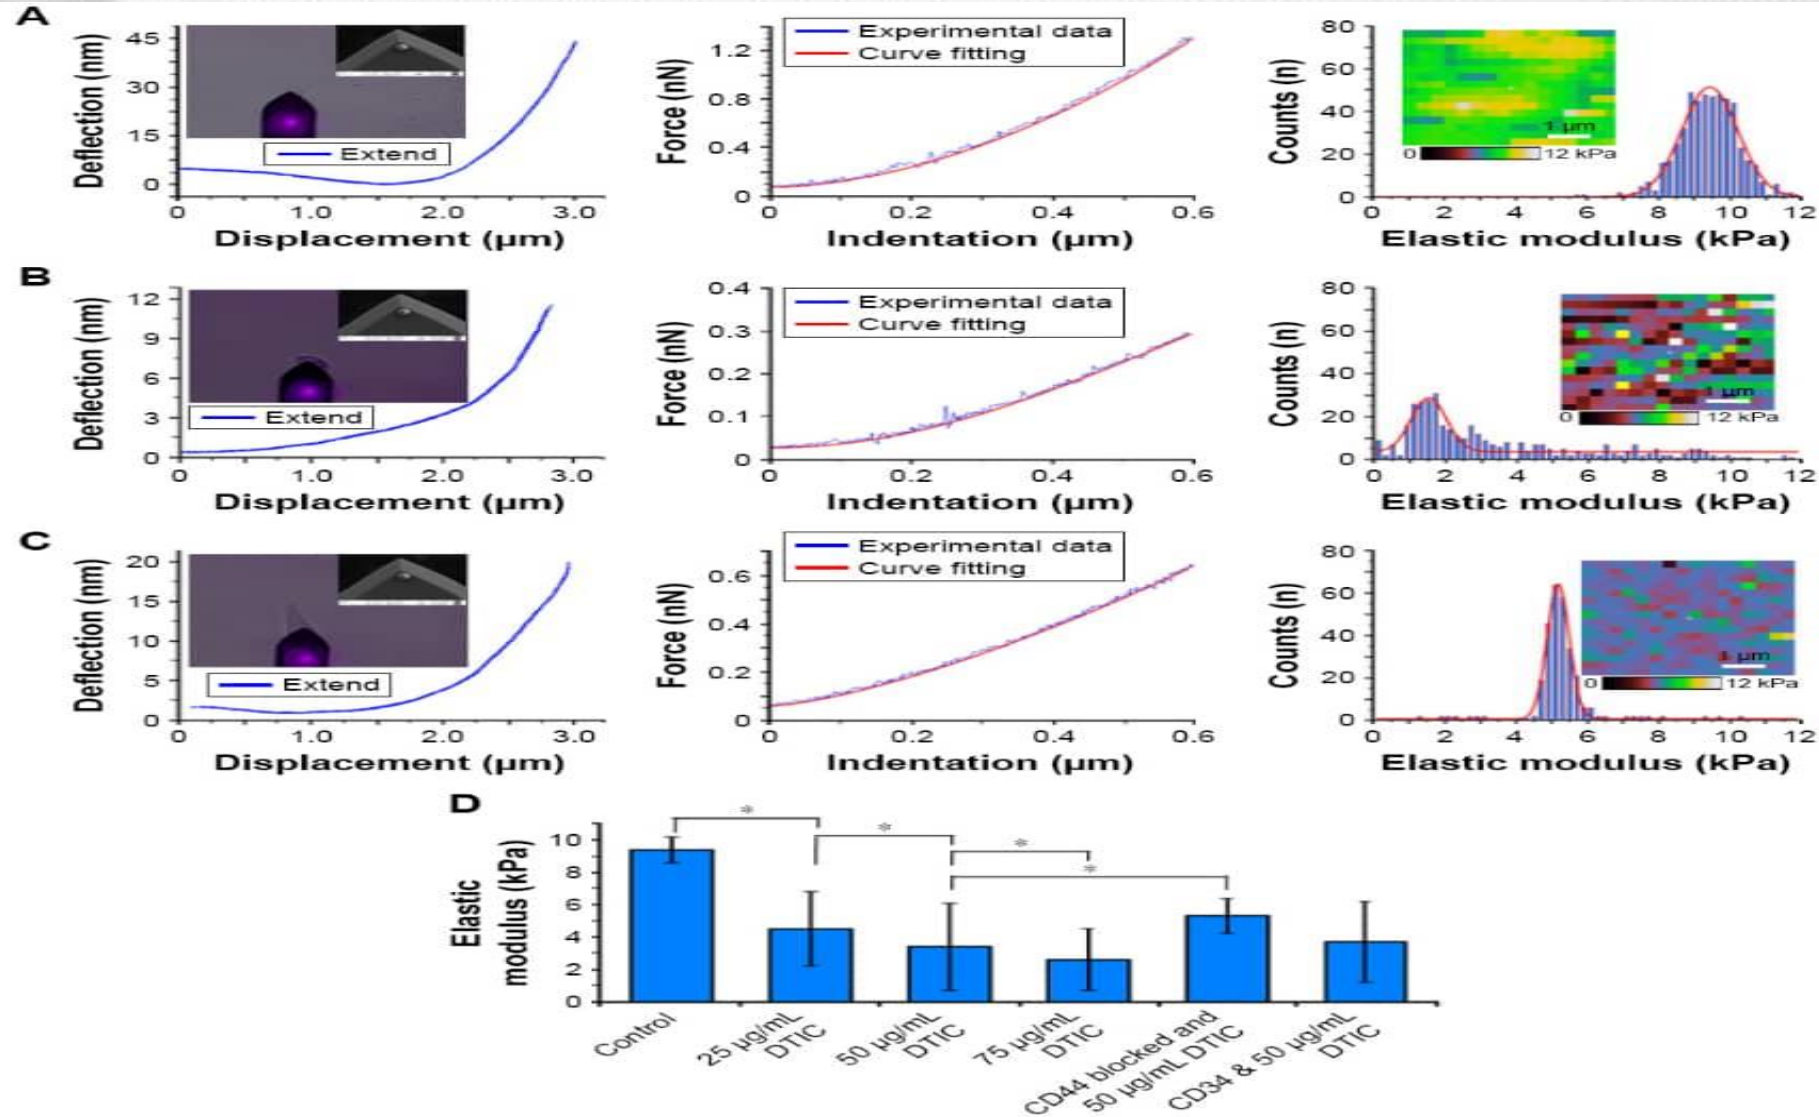 A
Deflection (nm)
45
30
15
0
Extend
0 1.0 2.0 3.0
Displacement (μm)
Force (nN)
1.2
0.8
0.4
0
Experimental data
Curve fitting
0 0.2 0.4 0.6
Indentation (μm)
Counts (n)
80
60
40
20
0
1 μm
0 12 kPa
0 2 4 6 8 10 12
Elastic modulus (kPa)
B
Deflection (nm)
12
9
6
3
0
Extend
0 1.0 2.0 3.0
Displacement (μm)
Force (nN)
0.4
0.3
0.2
0.1
0
Experimental data
Curve fitting
0 0.2 0.4 0.6
Indentation (μm)
Counts (n)
80
60
40
20
0
1 μm
0 12 kPa
0 2 4 6 8 10 12
Elastic modulus (kPa)
C
Deflection (nm)
20
15
10
5
0
Extend
0 1.0 2.0 3.0
Displacement (μm)
Force (nN)
0.6
0.4
0.2
0
Experimental data
Curve fitting
0 0.2 0.4 0.6
Indentation (μm)
Counts (n)
80
60
40
20
0
1 μm
0 12 kPa
0 2 4 6 8 10 12
Elastic modulus (kPa)
D
Elastic
modulus (kPa)
10
8
6
4
2
0
*
*
*
*
Control
25 μg/mL
DTIC
50 μg/mL
DTIC
75 μg/mL
DTIC
CD44 blocked and
50 μg/mL DTIC
CD34 & 50 μg/mL
DTIC